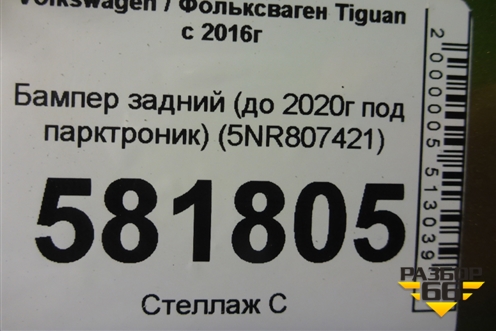 Volkswagen / Фольксваген Tiguan
с 2016г
Бампер задний (до 2020г под
парктроник) (5NR807421)
581805
Стеллаж С
2000005513039
РАЗБОР
66